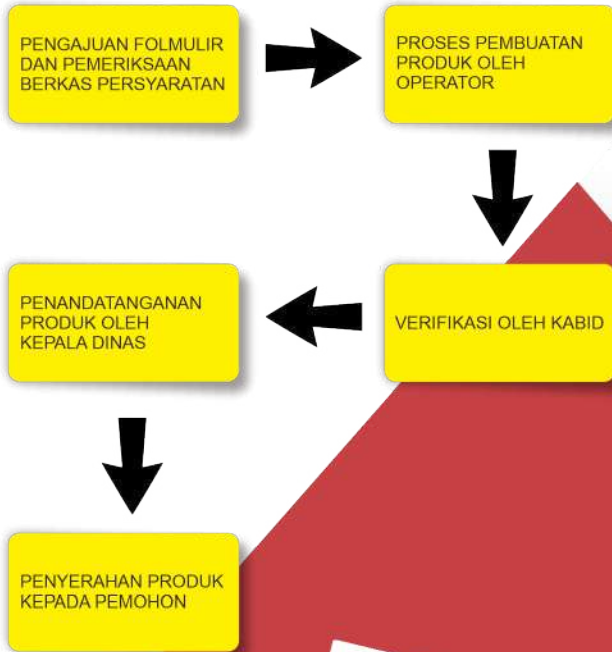 PENGAJUAN FOLMULIR
DAN PEMERIKSAAN
BERKAS PERSYARATAN
PROSES PEMBUATAN
PRODUK OLEH
OPERATOR
VERIFIKASI OLEH KABID
PENANDATANGANAN
PRODUK OLEH
KEPALA DINAS
PENYERAHAN PRODUK
KEPADA PEMOHON